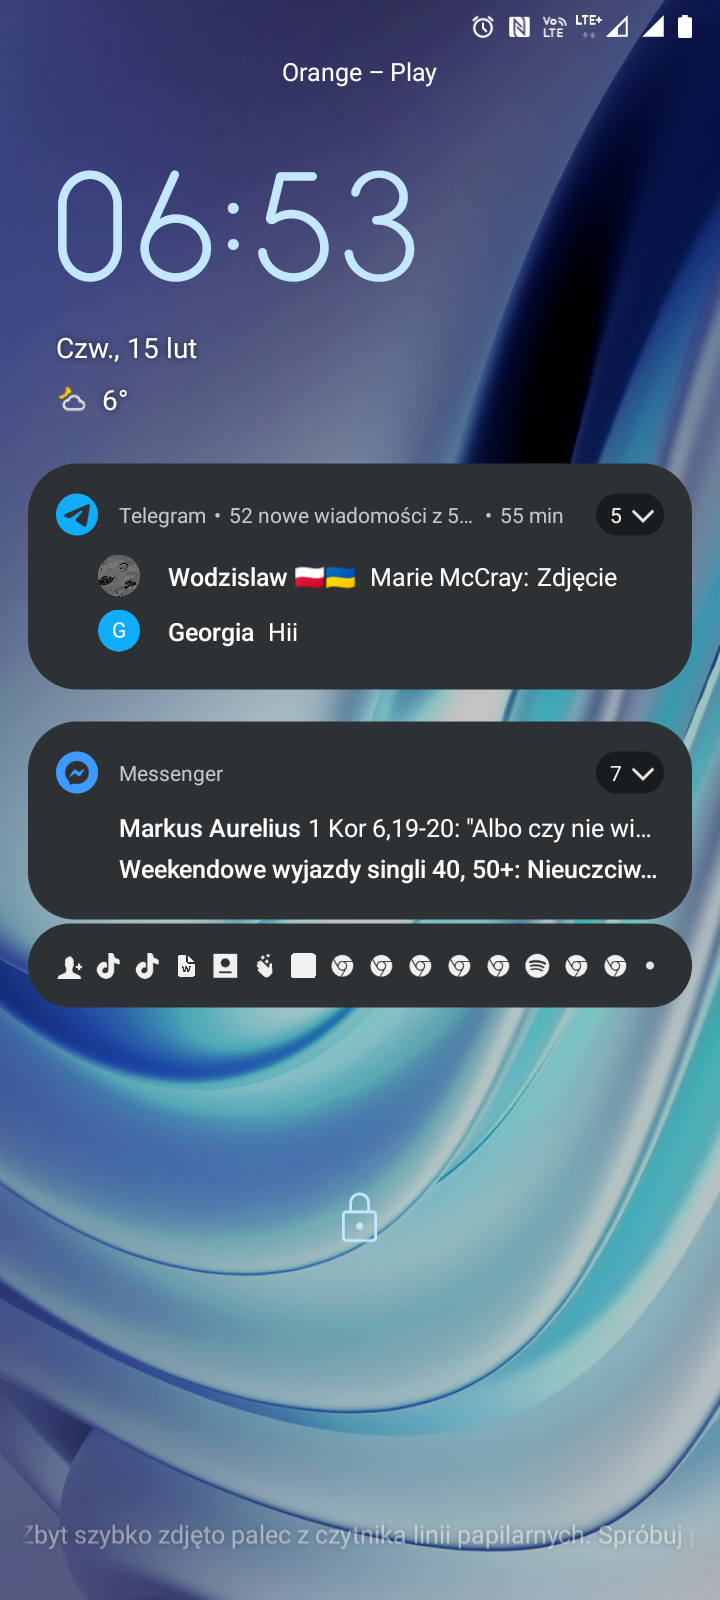 Vo LTE LTE+
Orange – Play
06:53
Czw., 15 lut
6°
Telegram • 52 nowe wiadomości z 5... • 55 min 5
Wodzislaw 🇵🇱🇺🇦 Marie McCray: Zdjęcie
G Georgia Hii
Messenger 7
Markus Aurelius 1 Kor 6,19-20: "Albo czy nie wi...
Weekendowe wyjazdy singli 40, 50+: Nieuczciw...
W
Zbyt szybko zdjęto palec z czytnika linii papilarnych. Spróbuj